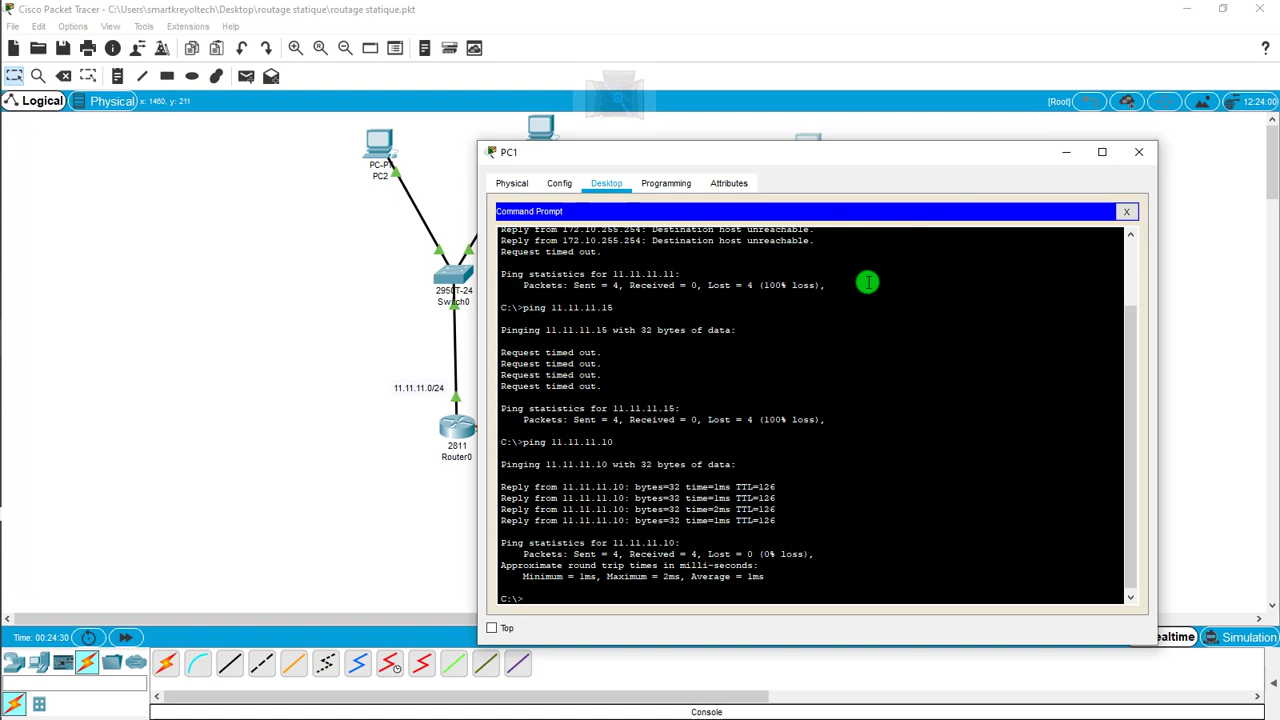 Cisco Packet Tracer - C:\Users\smartkreyoltech\Desktop\routage statique\routage statique.pkt
File Edit Options View Tools Extensions Help
Logical Physical x: 1460, y: 211 [Root] 12:24:00
PC-PT
PC2
2950T-24
Switch0
11.11.11.0/24
2811
Router0
PC1
Physical Config Desktop Programming Attributes
Command Prompt X
Reply from 172.10.255.254: Destination host unreachable.
Reply from 172.10.255.254: Destination host unreachable.
Request timed out.
Ping statistics for 11.11.11.11:
Packets: Sent = 4, Received = 0, Lost = 4 (100% loss),
C:\>ping 11.11.11.15
Pinging 11.11.11.15 with 32 bytes of data:
Request timed out.
Request timed out.
Request timed out.
Request timed out.
Ping statistics for 11.11.11.15:
Packets: Sent = 4, Received = 0, Lost = 4 (100% loss),
C:\>ping 11.11.11.10
Pinging 11.11.11.10 with 32 bytes of data:
Reply from 11.11.11.10: bytes=32 time=1ms TTL=126
Reply from 11.11.11.10: bytes=32 time=1ms TTL=126
Reply from 11.11.11.10: bytes=32 time=2ms TTL=126
Reply from 11.11.11.10: bytes=32 time=1ms TTL=126
Ping statistics for 11.11.11.10:
Packets: Sent = 4, Received = 4, Lost = 0 (0% loss),
Approximate round trip times in milli-seconds:
Minimum = 1ms, Maximum = 2ms, Average = 1ms
C:\>
Top
Time: 00:24:30 ealtime Simulation
Console